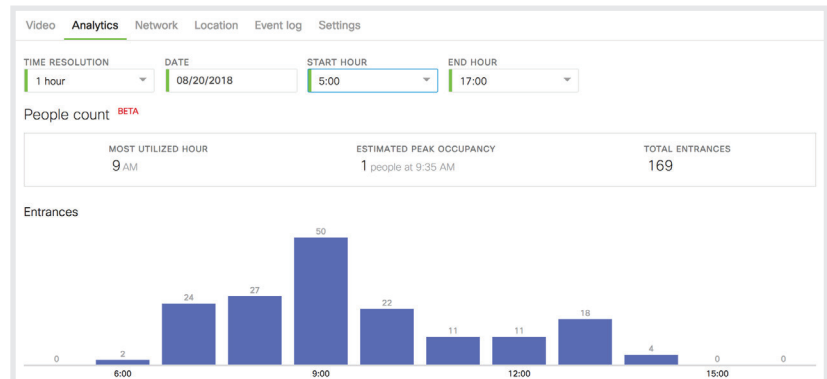 Video Analytics Network Location Event log Settings
TIME RESOLUTION DATE START HOUR END HOUR
1 hour 08/20/2018 5:00 17:00
People count BETA
MOST UTILIZED HOUR ESTIMATED PEAK OCCUPANCY TOTAL ENTRANCES
9 AM 1 people at 9:35 AM 169
Entrances
50
24 27
22
18
11 11
0 2 4 0 0
6:00 9:00 12:00 15:00